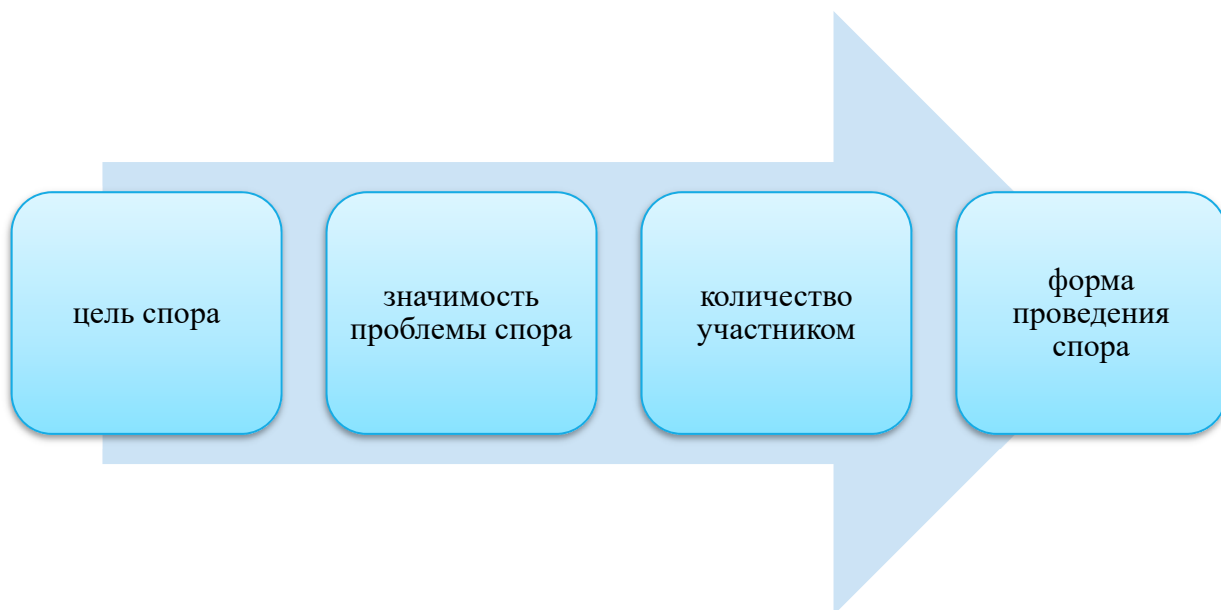 цель спора
значимость
проблемы спора
количество
участником
форма
проведения
спора